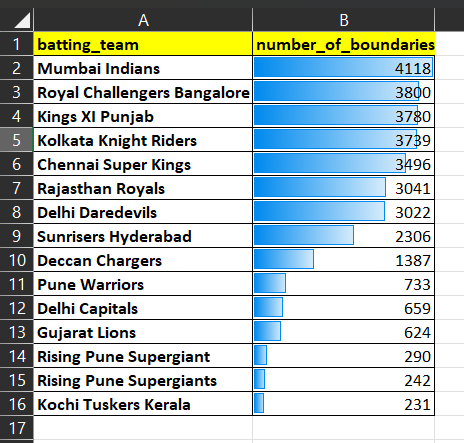 A B
1 batting_team number_of_boundaries
2 Mumbai Indians 4118
3 Royal Challengers Bangalore 3800
4 Kings XI Punjab 3780
5 Kolkata Knight Riders 3739
6 Chennai Super Kings 3496
7 Rajasthan Royals 3041
8 Delhi Daredevils 3022
9 Sunrisers Hyderabad 2306
10 Deccan Chargers 1387
11 Pune Warriors 733
12 Delhi Capitals 659
13 Gujarat Lions 624
14 Rising Pune Supergiant 290
15 Rising Pune Supergiants 242
16 Kochi Tuskers Kerala 231
17